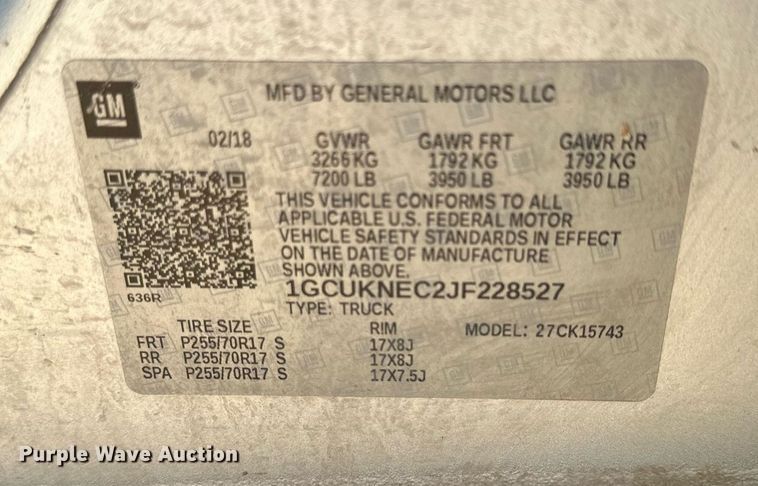 GM
MFD BY GENERAL MOTORS LLC
02/18 GVWR GAWR FRT GAWR RR
3266 KG 1792 KG 1792 KG
7200 LB 3950 LB 3950 LB
THIS VEHICLE CONFORMS TO ALL
APPLICABLE U.S. FEDERAL MOTOR
VEHICLE SAFETY STANDARDS IN EFFECT
ON THE DATE OF MANUFACTURE
SHOWN ABOVE.
636R
1GCUKNEC2JF228527
TYPE: TRUCK
TIRE SIZE RIM MODEL: 27CK15743
FRT P255/70R17 S 17X8J
RR P255/70R17 S 17X8J
SPA P255/70R17 S 17X7.5J
Purple Wave Auction